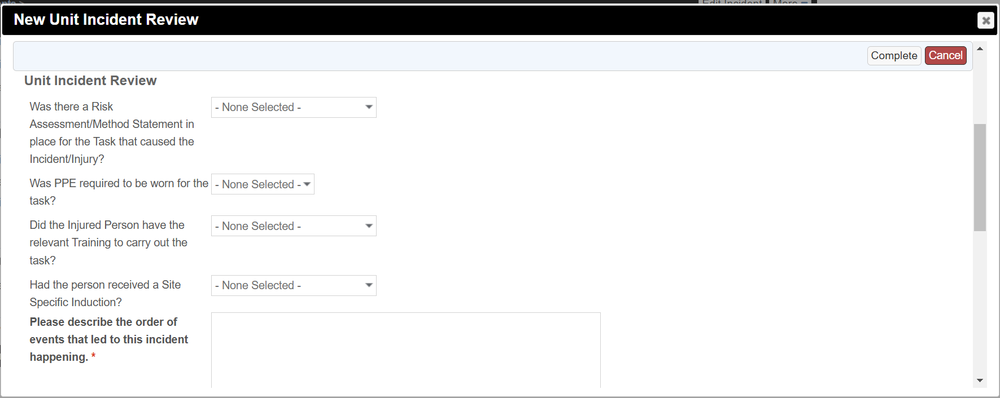 Edit Incident More
New Unit Incident Review
Complete Cancel
Unit Incident Review
Was there a Risk
Assessment/Method Statement in
place for the Task that caused the
Incident/Injury?
- None Selected -
Was PPE required to be worn for the
task?
- None Selected -
Did the Injured Person have the
relevant Training to carry out the
task?
- None Selected -
Had the person received a Site
Specific Induction?
- None Selected -
Please describe the order of
events that led to this incident
happening. *